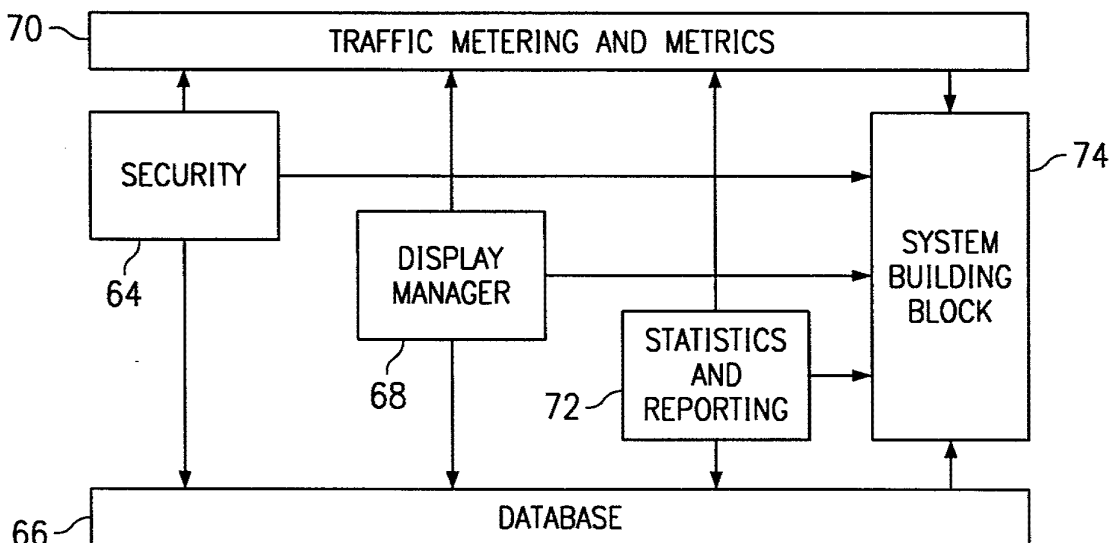 70
TRAFFIC METERING AND METRICS
SECURITY
64
74
DISPLAY
MANAGER
68
SYSTEM
BUILDING
BLOCK
STATISTICS
AND
REPORTING
72
66
DATABASE